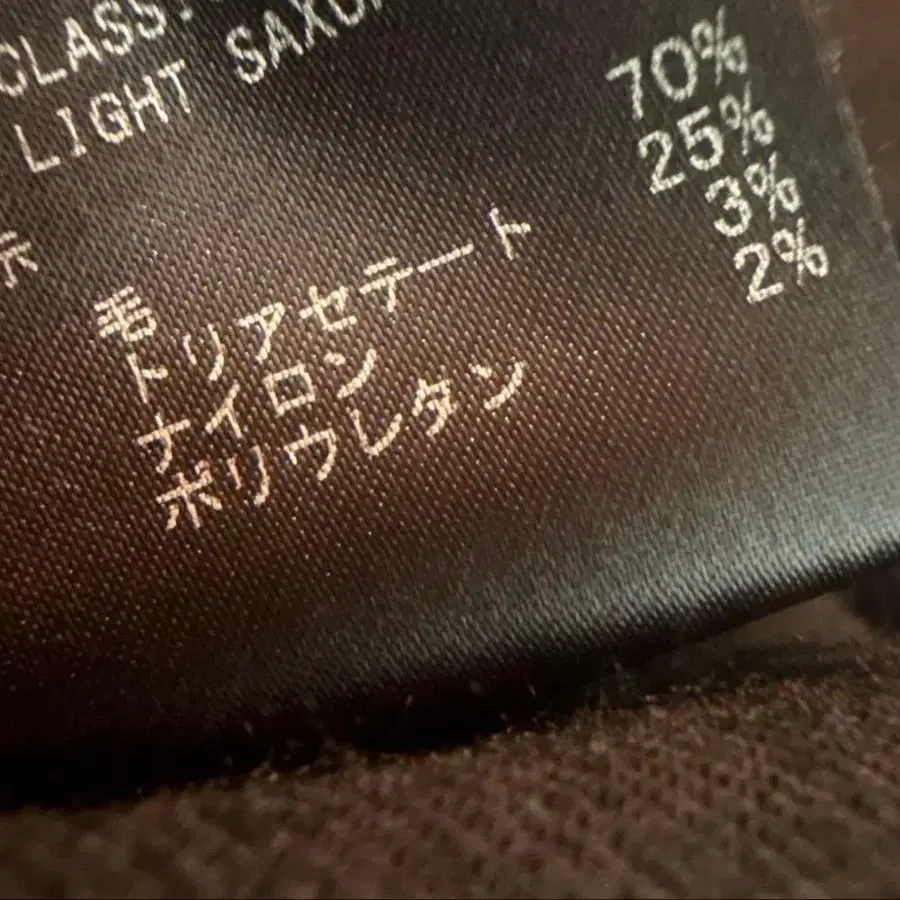 CLASS.
LIGHT SAXO
示
毛 70%
トリアセテート 25%
ナイロン 3%
ポリウレタン 2%